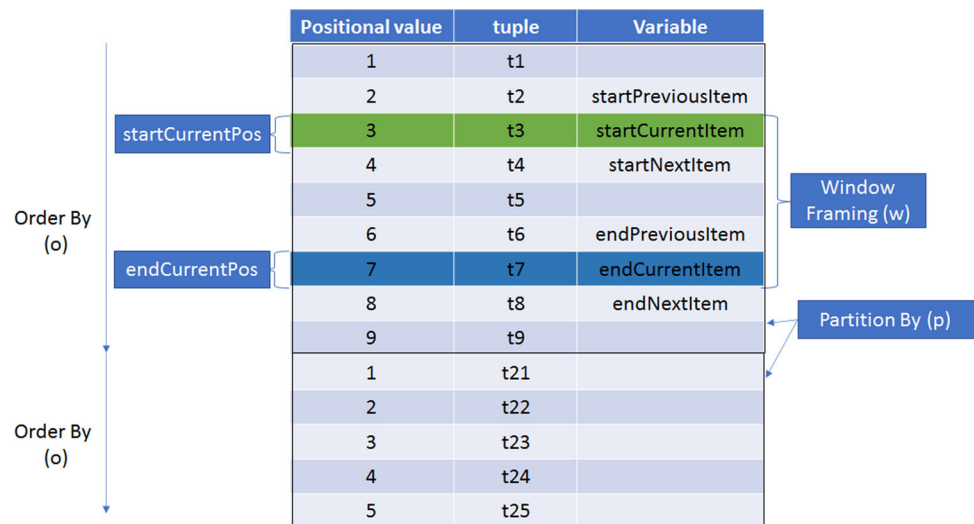 Positional value tuple Variable
1 t1
2 t2 startPreviousItem
startCurrentPos 3 t3 startCurrentItem
4 t4 startNextItem
5 t5
Window
Framing (w)
Order By
(o)
6 t6 endPreviousItem
endCurrentPos 7 t7 endCurrentItem
8 t8 endNextItem
Partition By (p)
9 t9
1 t21
2 t22
Order By
(o)
3 t23
4 t24
5 t25